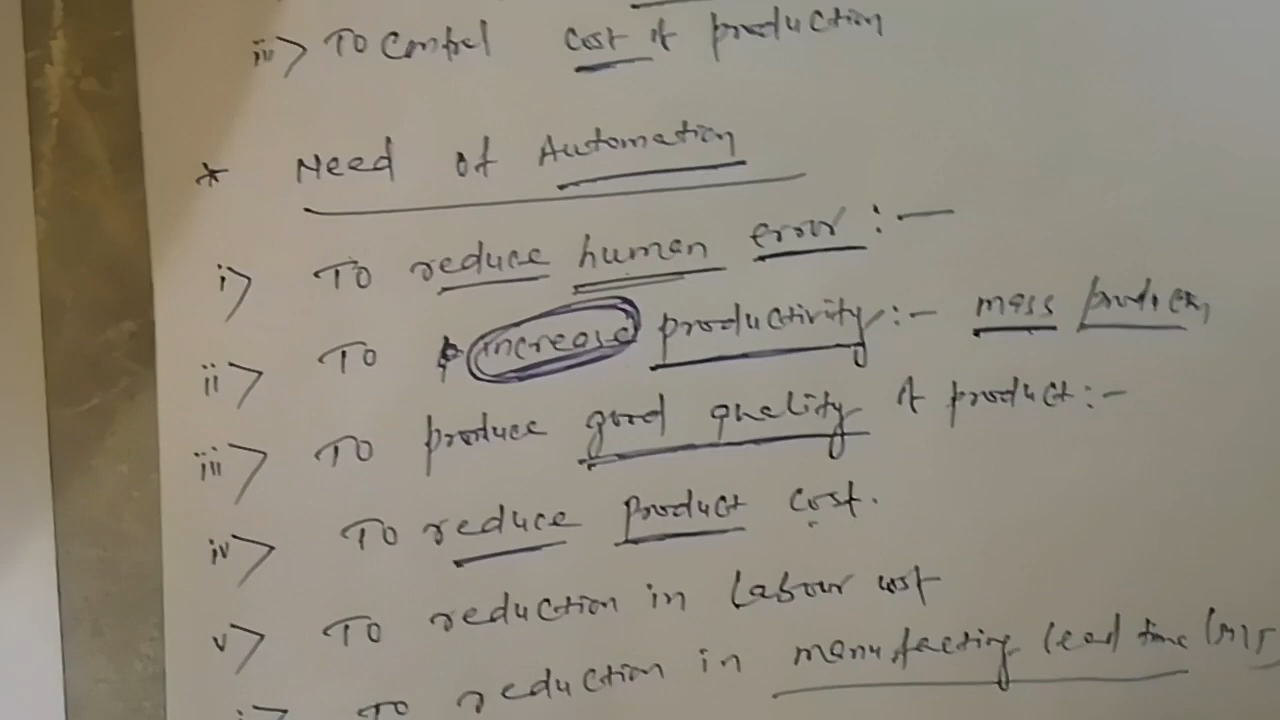 iv> To control cost of production
* Need of Automation
i> To reduce human error :-
ii> To increase productivity :- mass
iii> To produce good quality of product :-
iv> To reduce Product cost.
v> To reduction in Labour cost
To reduction in manufacting lead time